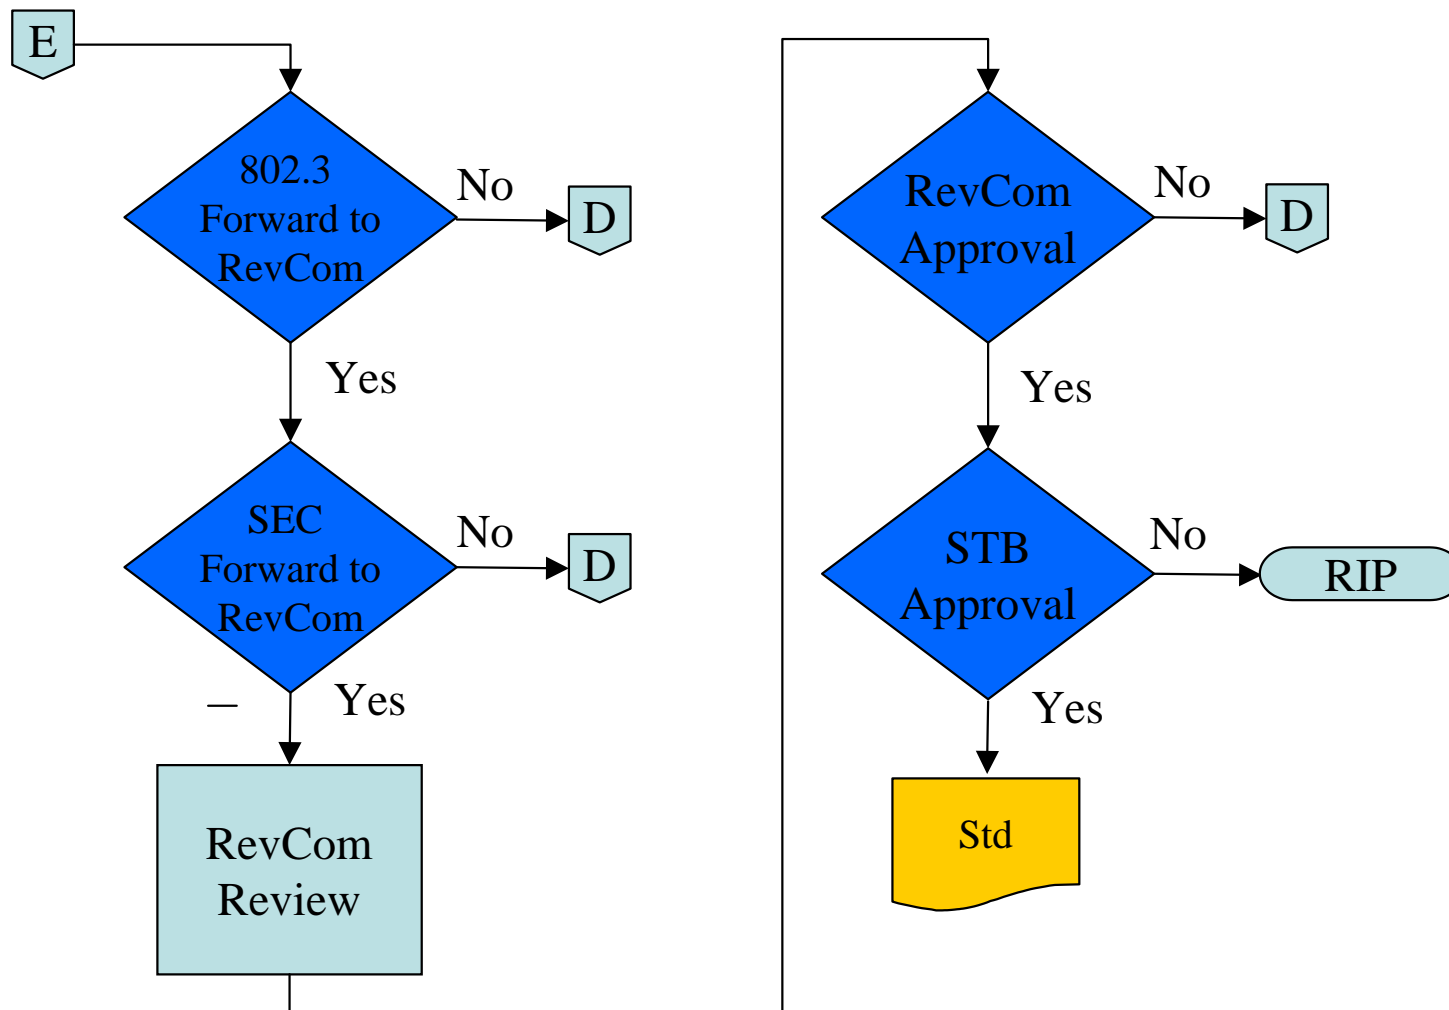 E
802.3
Forward to
RevCom
No
D
Yes
SEC
Forward to
RevCom
No
D
Yes
–
RevCom
Review
RevCom
Approval
No
D
Yes
STB
Approval
No
RIP
Yes
Std